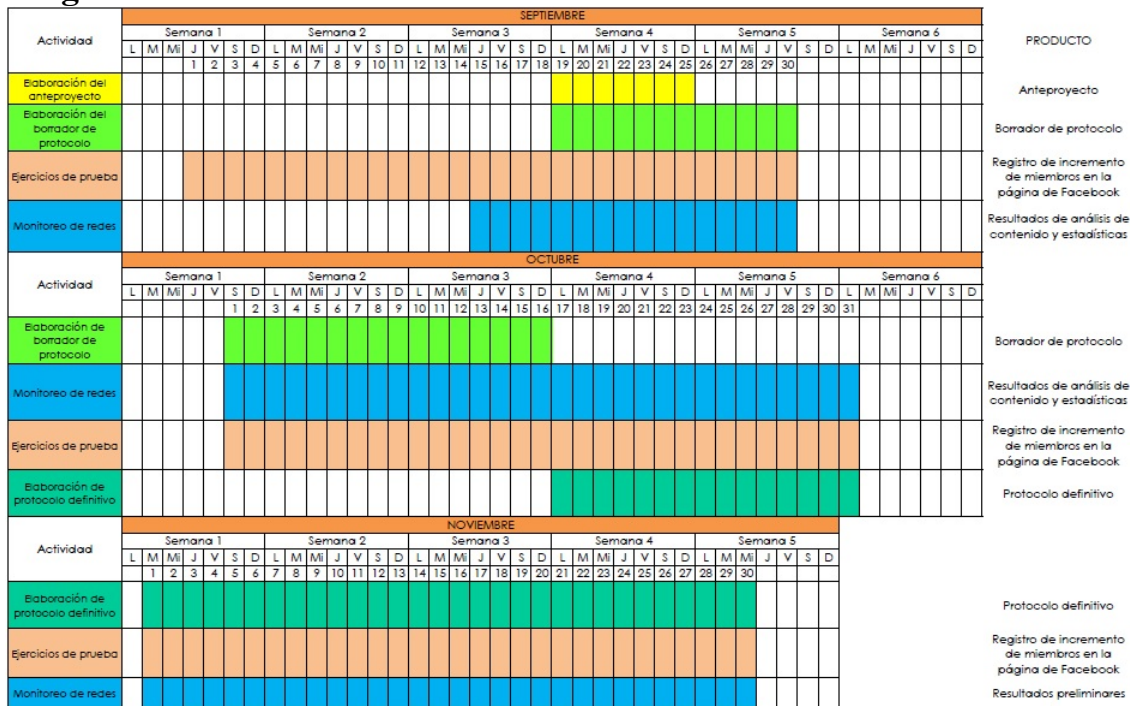 SEPTIEMBRE
Actividad
Semana 1 Semana 2 Semana 3 Semana 4 Semana 5 Semana 6
PRODUCTO
L M Mi J V S D L M Mi J V S D L M Mi J V S D L M Mi J V S D L M Mi J V S D L M Mi J V S D
1 2 3 4 5 6 7 8 9 10 11 12 13 14 15 16 17 18 19 20 21 22 23 24 25 26 27 28 29 30
Elaboración del
anteproyecto
Anteproyecto
Elaboración del
borrador de
protocolo
Borrador de protocolo
Ejercicios de prueba
Registro de incremento
de miembros en la
página de Facebook
Monitoreo de redes
Resultados de análisis de
contenido y estadísticas
OCTUBRE
Actividad
Semana 1 Semana 2 Semana 3 Semana 4 Semana 5 Semana 6
L M Mi J V S D L M Mi J V S D L M Mi J V S D L M Mi J V S D L M Mi J V S D L M Mi J V S D
1 2 3 4 5 6 7 8 9 10 11 12 13 14 15 16 17 18 19 20 21 22 23 24 25 26 27 28 29 30 31
Elaboración de
borrador de
protocolo
Borrador de protocolo
Monitoreo de redes
Resultados de análisis de
contenido y estadísticas
Ejercicios de prueba
Registro de incremento
de miembros en la
página de Facebook
Elaboración de
protocolo definitivo
Protocolo definitivo
NOVIEMBRE
Actividad
Semana 1 Semana 2 Semana 3 Semana 4 Semana 5
L M Mi J V S D L M Mi J V S D L M Mi J V S D L M Mi J V S D L M Mi J V S D
1 2 3 4 5 6 7 8 9 10 11 12 13 14 15 16 17 18 19 20 21 22 23 24 25 26 27 28 29 30
Elaboración de
protocolo definitivo
Protocolo definitivo
Ejercicios de prueba
Registro de incremento
de miembros en la
página de Facebook
Monitoreo de redes
Resultados preliminares